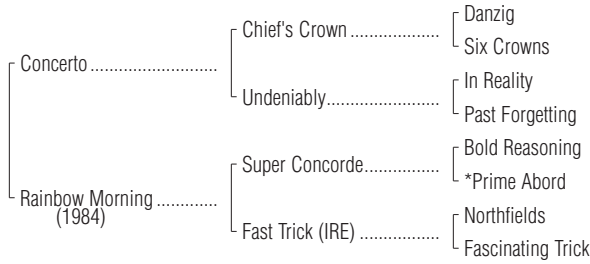 Danzig
Chief's Crown ....................
Six Crowns
Concerto ............................
In Reality
Undeniably.........................
Past Forgetting
Bold Reasoning
Super Concorde.................
*Prime Abord
Rainbow Morning .............
(1984)
Northfields
Fast Trick (IRE) ..................
Fascinating Trick